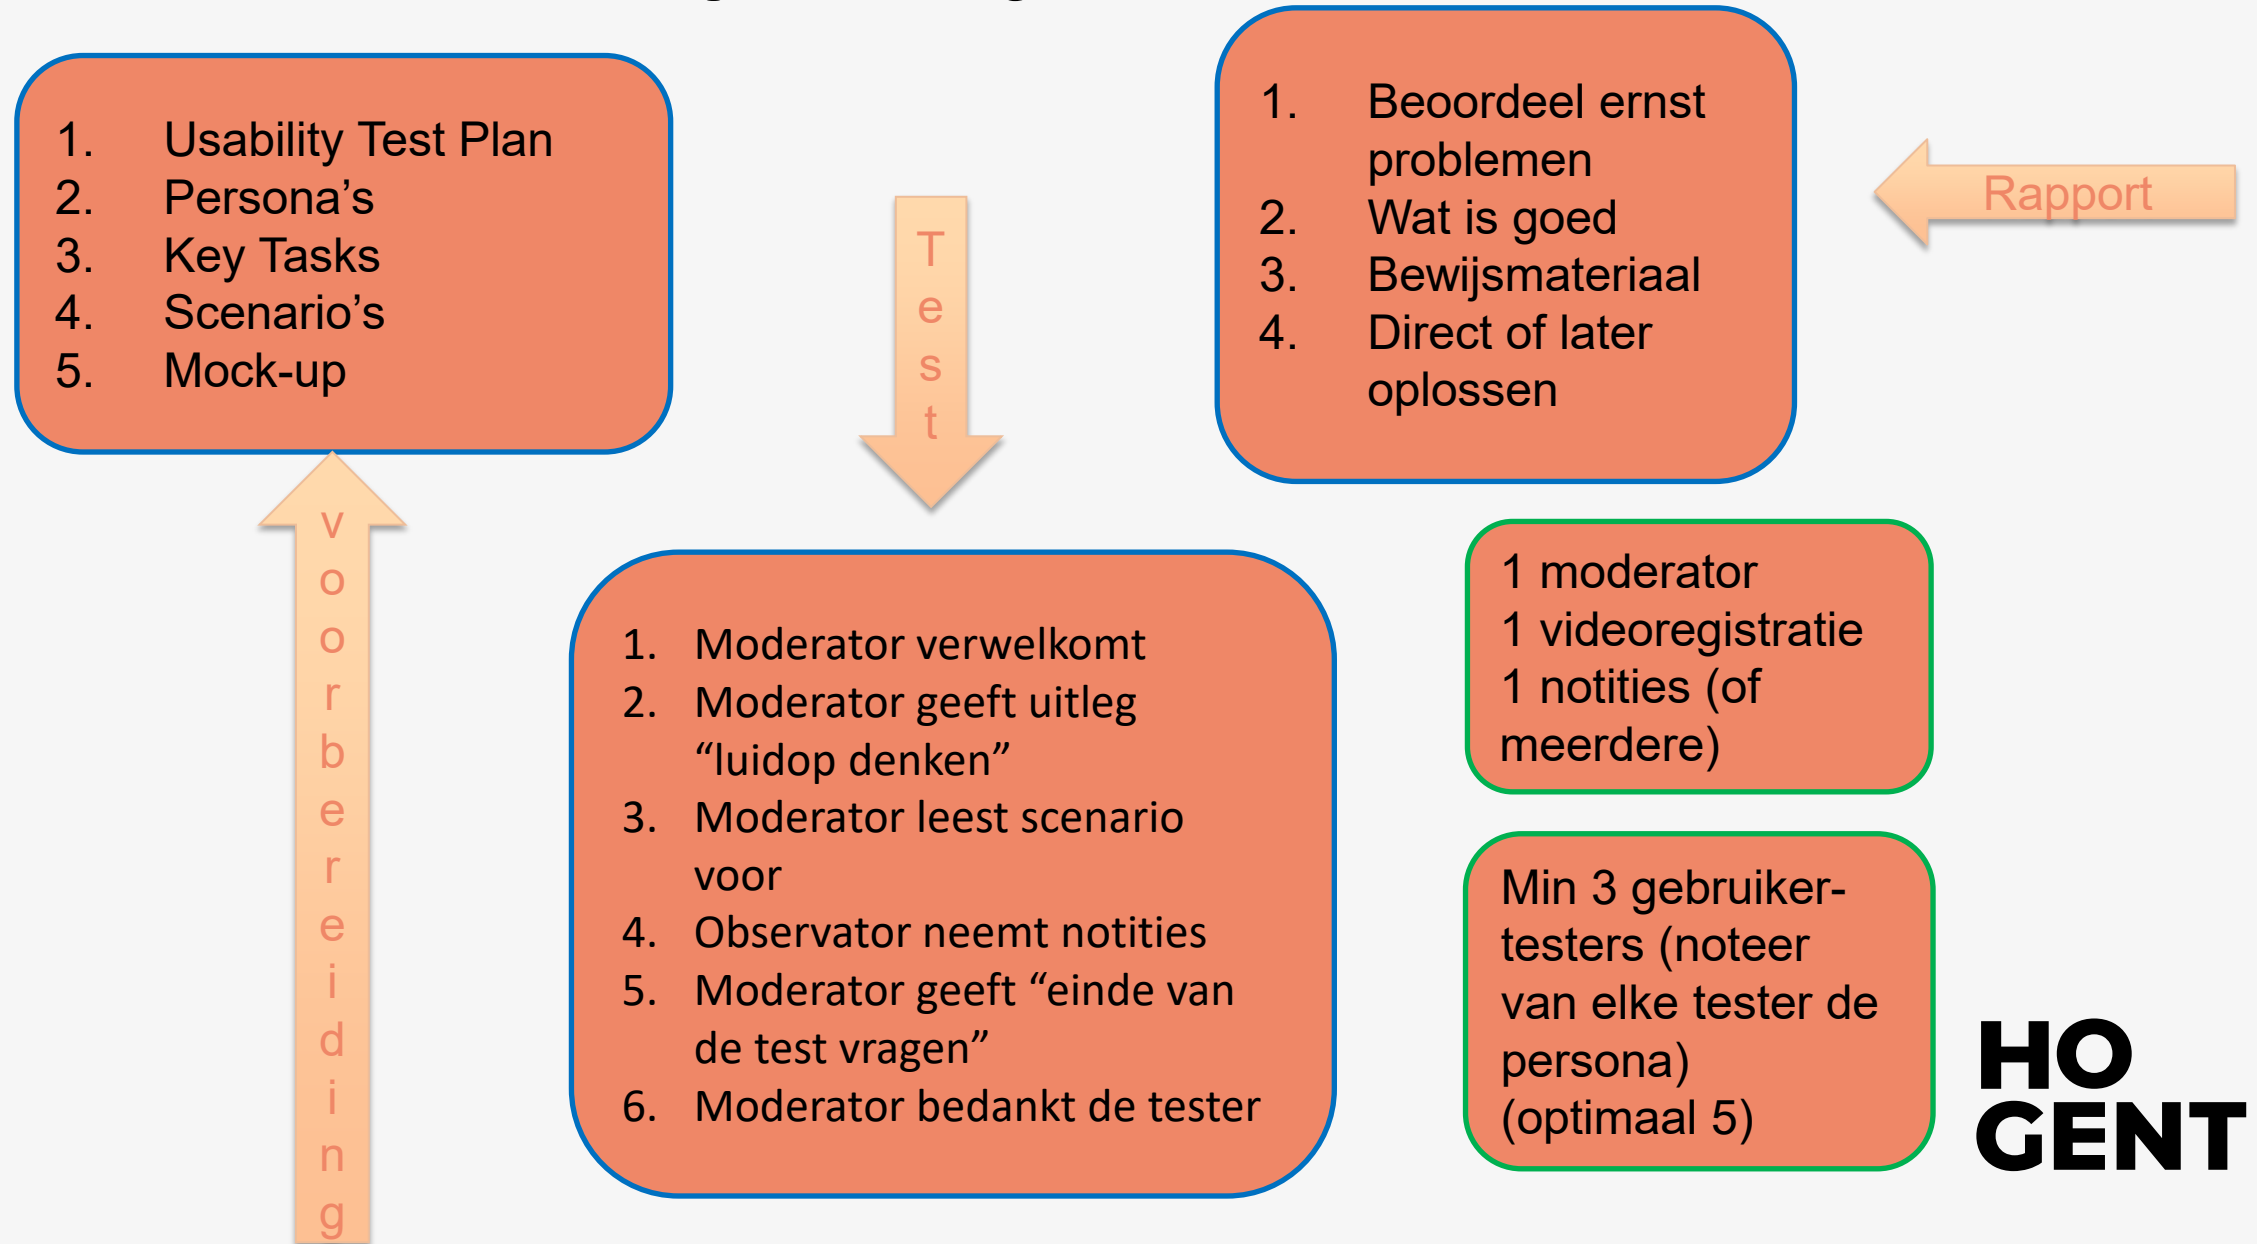 1. Usability Test Plan
2. Persona’s
3. Key Tasks
4. Scenario’s
5. Mock-up
voorbereiding
Test
1. Moderator verwelkomt
2. Moderator geeft uitleg
“luidop denken”
3. Moderator leest scenario
voor
4. Observator neemt notities
5. Moderator geeft “einde van
de test vragen”
6. Moderator bedankt de tester
1. Beoordeel ernst
problemen
2. Wat is goed
3. Bewijsmateriaal
4. Direct of later
oplossen
Rapport
1 moderator
1 videoregistratie
1 notities (of
meerdere)
Min 3 gebruiker-
testers (noteer
van elke tester de
persona)
(optimaal 5)
HO
GENT